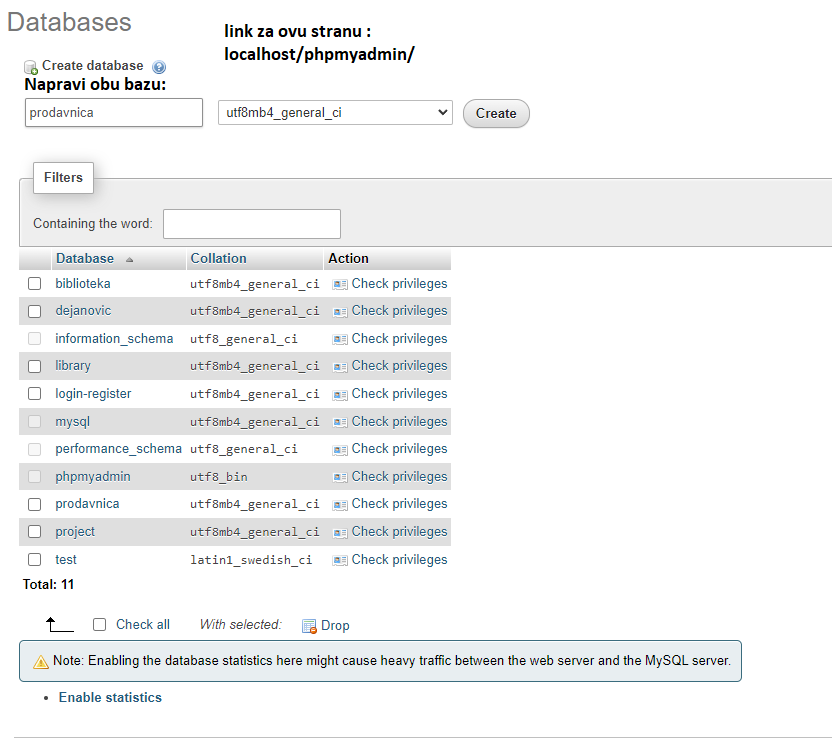 Databases
link za ovu stranu :
localhost/phpmyadmin/
Create database
Napravi obu bazu:
prodavnica utf8mb4_general_ci Create
Filters
Containing the word:
Database Collation Action
biblioteka utf8mb4_general_ci Check privileges
dejanovic utf8mb4_general_ci Check privileges
information_schema utf8_general_ci Check privileges
library utf8mb4_general_ci Check privileges
login-register utf8mb4_general_ci Check privileges
mysql utf8mb4_general_ci Check privileges
performance_schema utf8_general_ci Check privileges
phpmyadmin utf8_bin Check privileges
prodavnica utf8mb4_general_ci Check privileges
project utf8mb4_general_ci Check privileges
test latin1_swedish_ci Check privileges
Total: 11
Check all With selected: Drop
Note: Enabling the database statistics here might cause heavy traffic between the web server and the MySQL server.
• Enable statistics